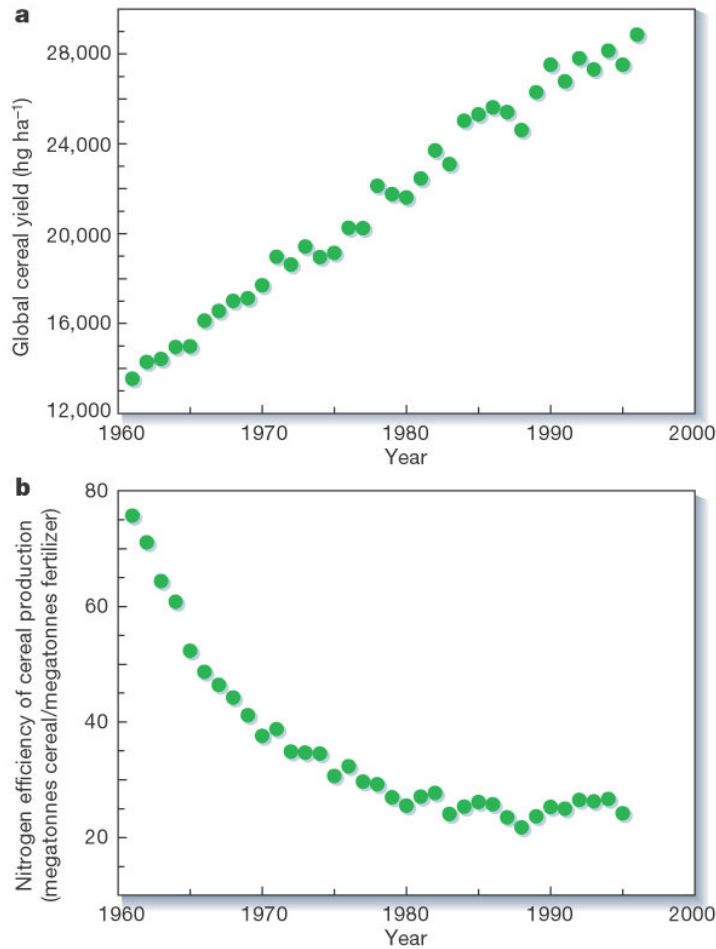 a
Global cereal yield (hg ha⁻¹)
28,000
24,000
20,000
16,000
12,000
1960 1970 1980 1990 2000
Year
b
Nitrogen efficiency of cereal production
(megatonnes cereal/megatonnes fertilizer)
80
60
40
20
1960 1970 1980 1990 2000
Year